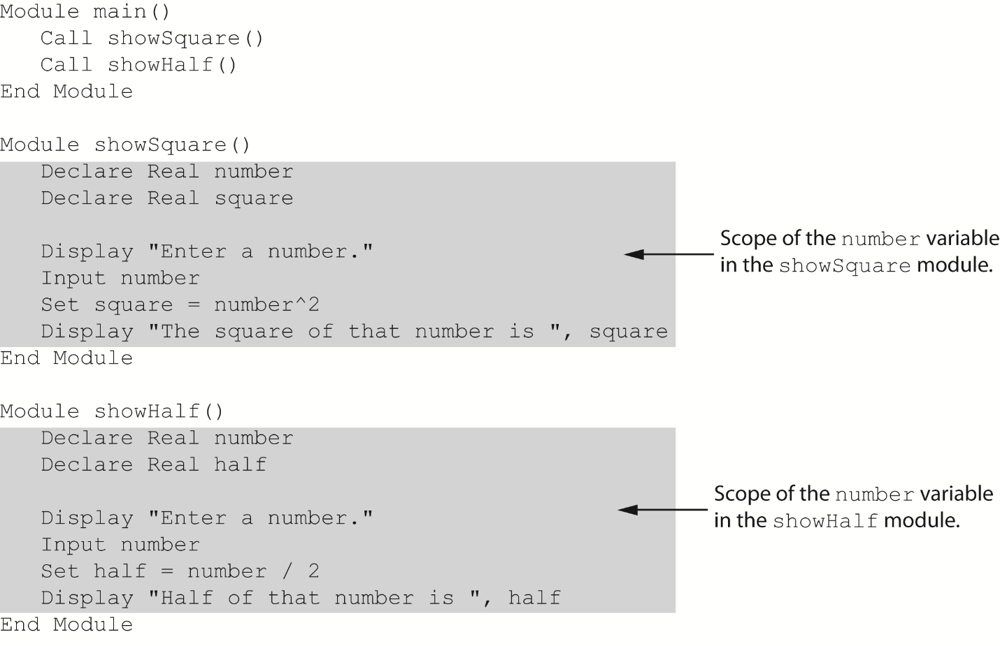 Module main()
   Call showSquare()
   Call showHalf()
End Module

Module showSquare()
   Declare Real number
   Declare Real square

   Display "Enter a number."
   Input number
   Set square = number^2
   Display "The square of that number is ", square
End Module

Scope of the number variable
in the showSquare module.

Module showHalf()
   Declare Real number
   Declare Real half

   Display "Enter a number."
   Input number
   Set half = number / 2
   Display "Half of that number is ", half
End Module

Scope of the number variable
in the showHalf module.